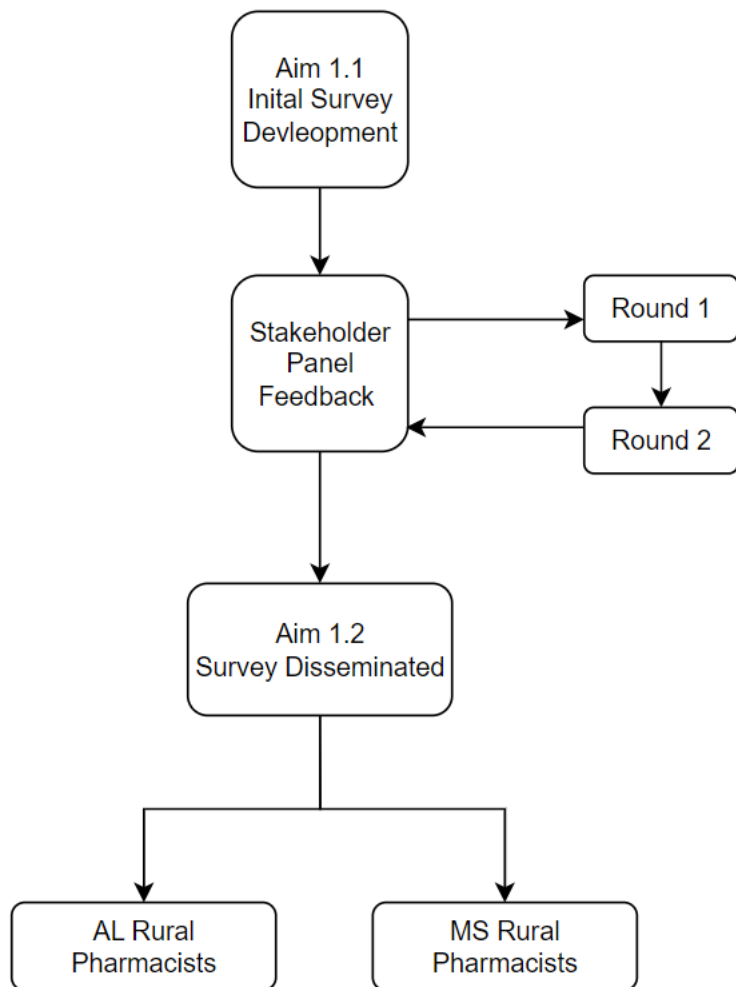 Aim 1.1
Inital Survey
Devleopment
Stakeholder
Panel
Feedback
Round 1
Round 2
Aim 1.2
Survey Disseminated
AL Rural
Pharmacists
MS Rural
Pharmacists